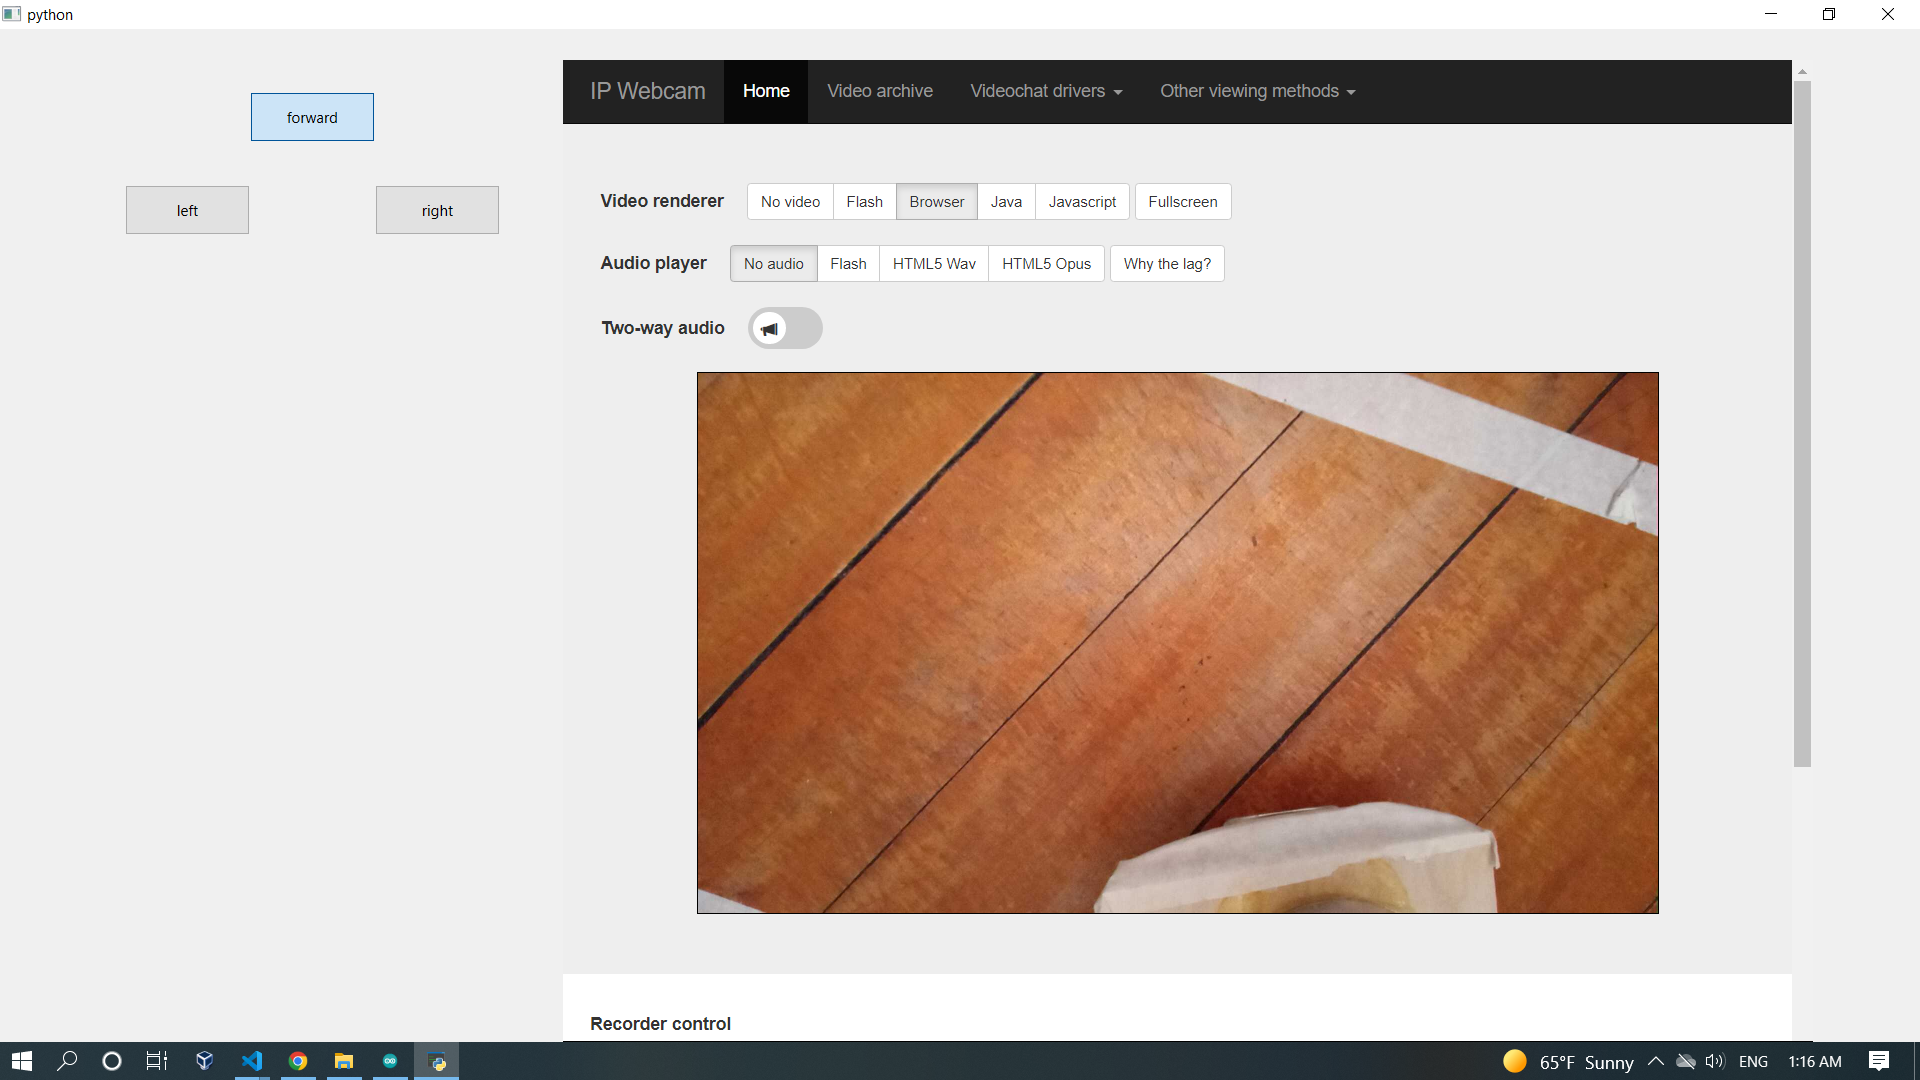 python
forward
left
right
IP Webcam Home Video archive Videochat drivers Other viewing methods
Video renderer No video Flash Browser Java Javascript Fullscreen
Audio player No audio Flash HTML5 Wav HTML5 Opus Why the lag?
Two-way audio
Recorder control
65°F Sunny ENG 1:16 AM